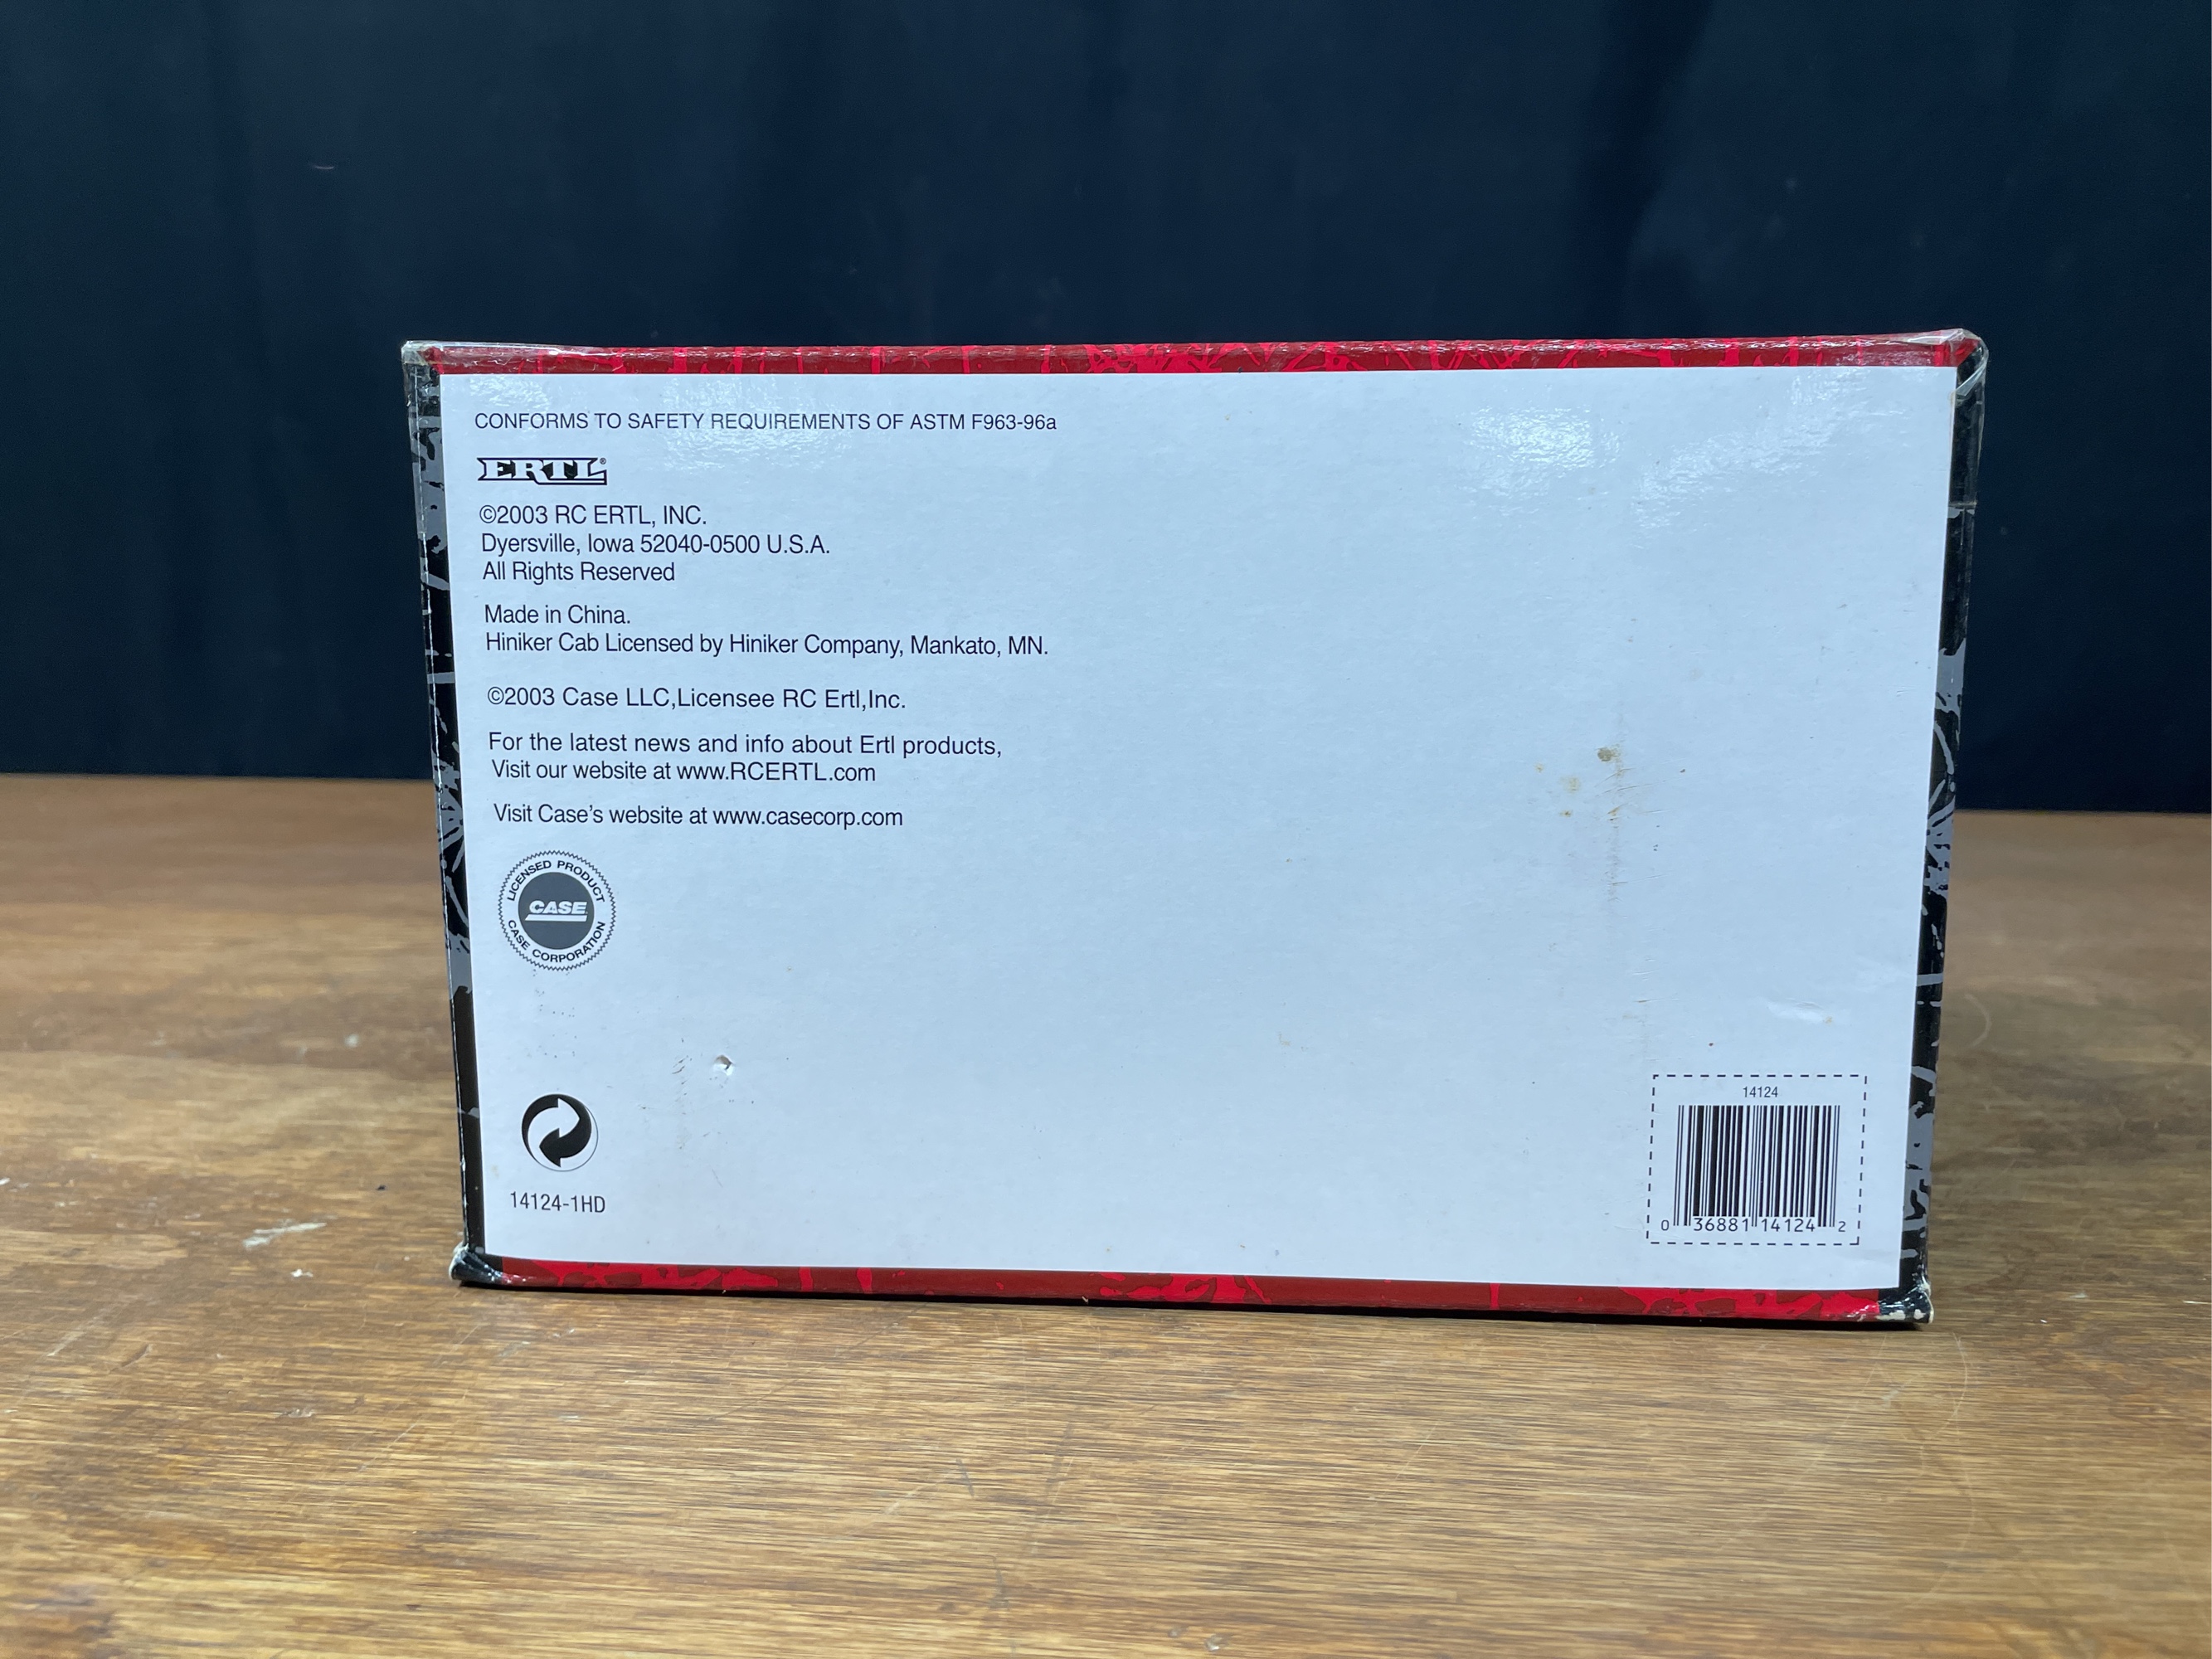 CONFORMS TO SAFETY REQUIREMENTS OF ASTM F963-96a
ERTL®
©2003 RC ERTL, INC.
Dyersville, Iowa 52040-0500 U.S.A.
All Rights Reserved
Made in China.
Hiniker Cab Licensed by Hiniker Company, Mankato, MN.
©2003 Case LLC,Licensee RC Ertl,Inc.
For the latest news and info about Ertl products,
Visit our website at www.RCERTL.com
Visit Case’s website at www.casecorp.com
LICENSED PRODUCT
CASE
CASE CORPORATION
14124-1HD
14124
0 36881 14124 2